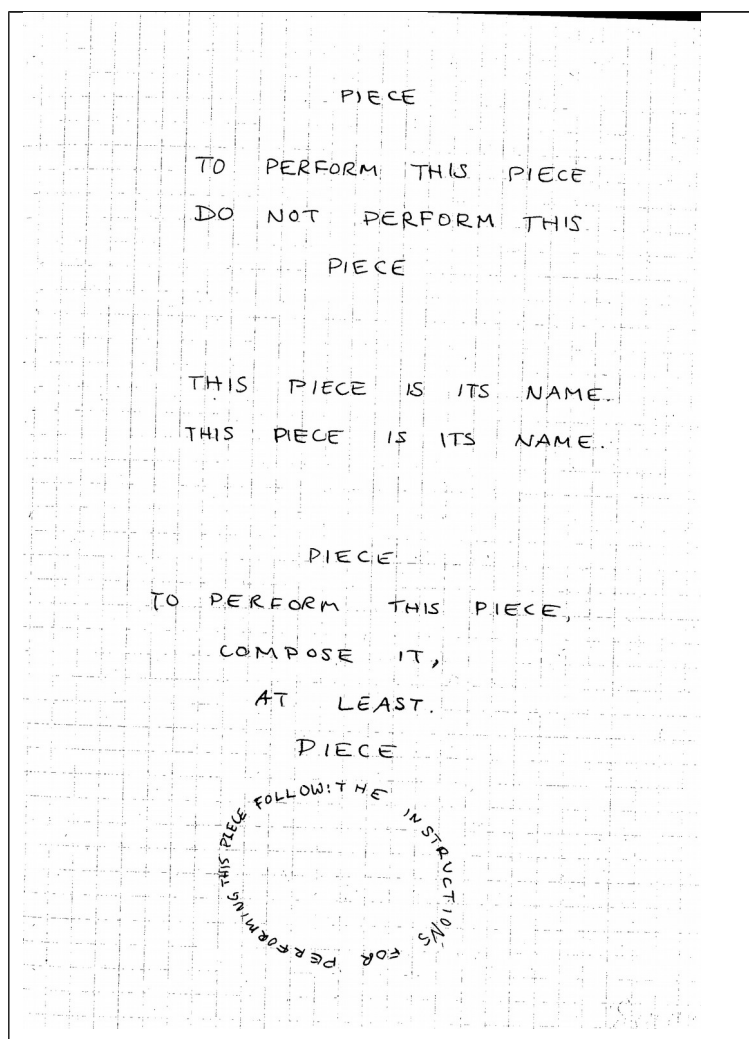 PIECE
TO PERFORM THIS PIECE
DO NOT PERFORM THIS
PIECE
THIS PIECE IS ITS NAME.
THIS PIECE IS ITS NAME.
PIECE
TO PERFORM THIS PIECE,
COMPOSE IT,
AT LEAST.
PIECE
THE INSTRUCTIONS FOR PERFORMING THIS PIECE FOLLOW: